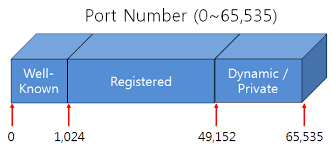 Port Number (0~65,535)
Well-
Known
Registered
Dynamic /
Private
0
1,024
49,152
65,535